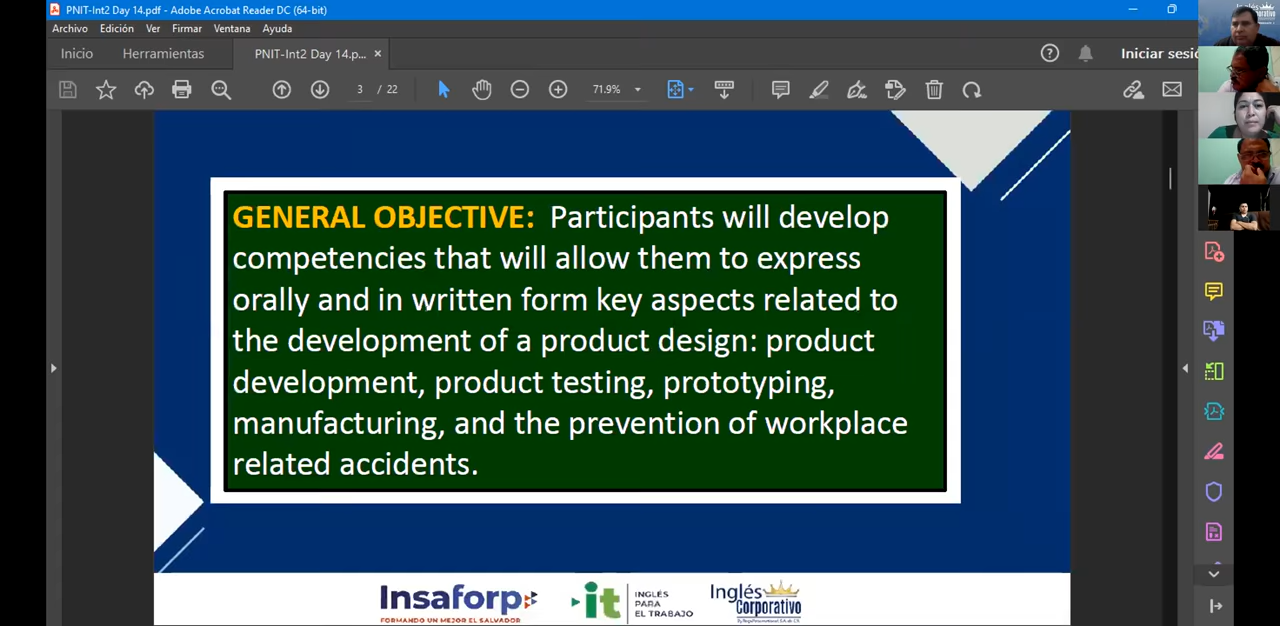 PNIT-Int2 Day 14.pdf - Adobe Acrobat Reader DC (64-bit)
Archivo Edición Ver Firmar Ventana Ayuda
Inicio Herramientas PNIT-Int2 Day 14.p... × Iniciar sesió
3 / 22 71.9%
GENERAL OBJECTIVE: Participants will develop
competencies that will allow them to express
orally and in written form key aspects related to
the development of a product design: product
development, product testing, prototyping,
manufacturing, and the prevention of workplace
related accidents.
Insaforp
FORMANDO UN MEJOR EL SALVADOR
it
INGLÉS
PARA
EL TRABAJO
Inglés
Corporativo